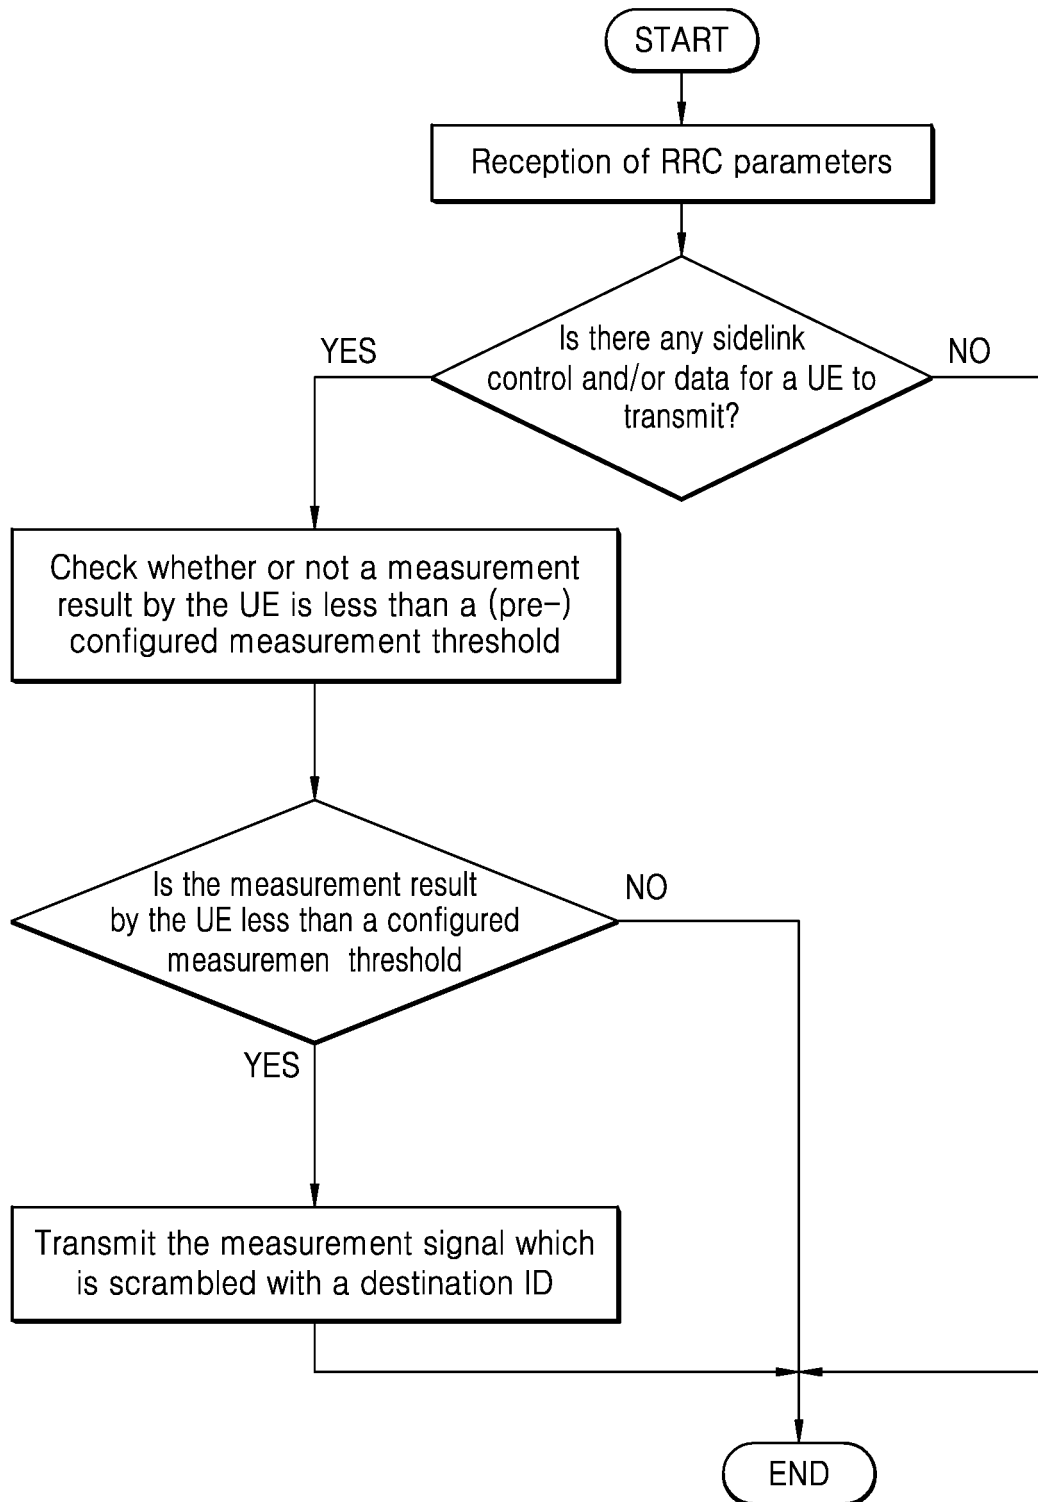 START
Reception of RRC parameters
Is there any sidelink
control and/or data for a UE to
transmit?
YES
NO
Check whether or not a measurement
result by the UE is less than a (pre-)
configured measurement threshold
Is the measurement result
by the UE less than a configured
measuremen threshold
NO
YES
Transmit the measurement signal which
is scrambled with a destination ID
END